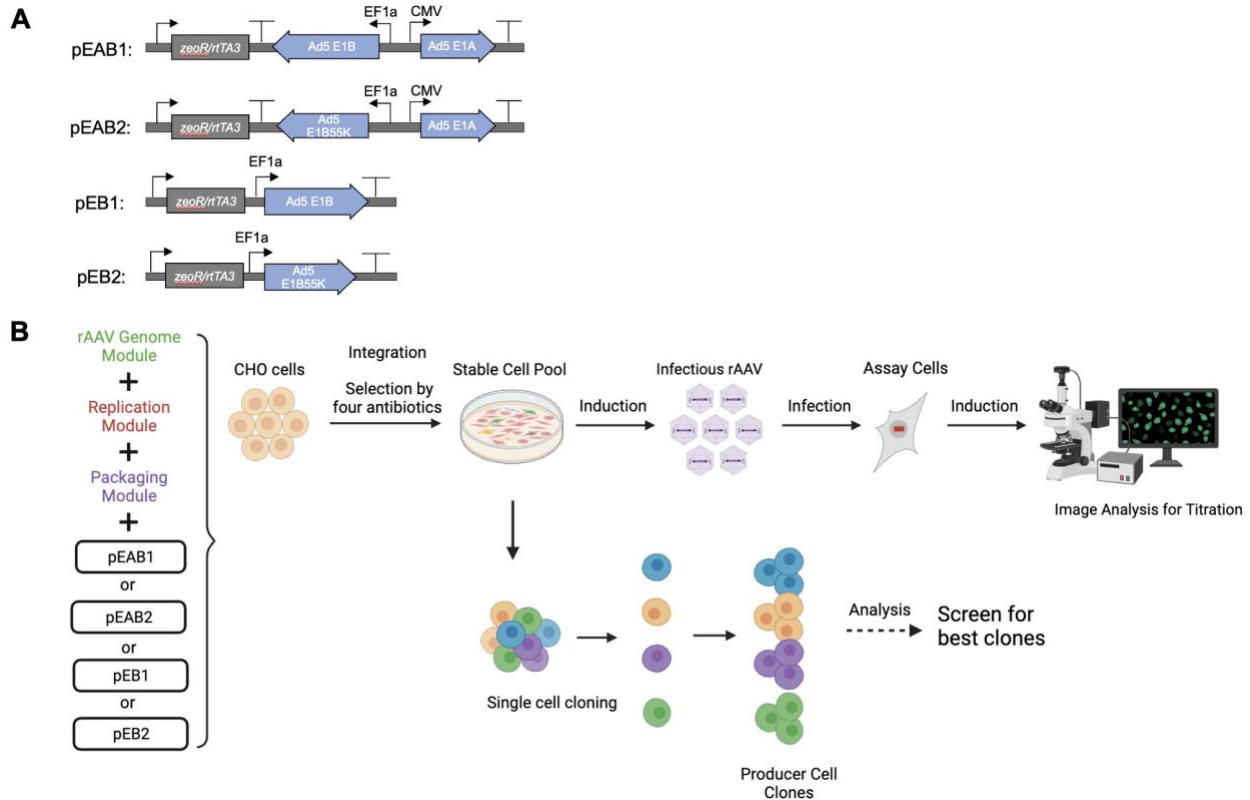 A
pEAB1:
zeoR/rtTA3
Ad5 E1B
EF1a
CMV
Ad5 E1A
pEAB2:
zeoR/rtTA3
Ad5
E1B55K
EF1a
CMV
Ad5 E1A
pEB1:
zeoR/rtTA3
EF1a
Ad5 E1B
pEB2:
zeoR/rtTA3
EF1a
Ad5
E1B55K
B
rAAV Genome
Module
+
Replication
Module
+
Packaging
Module
+
pEAB1
or
pEAB2
or
pEB1
or
pEB2
CHO cells
Integration
Selection by
four antibiotics
Stable Cell Pool
Induction
Infectious rAAV
Infection
Assay Cells
Induction
Image Analysis for Titration
Single cell cloning
Producer Cell
Clones
Analysis
Screen for
best clones